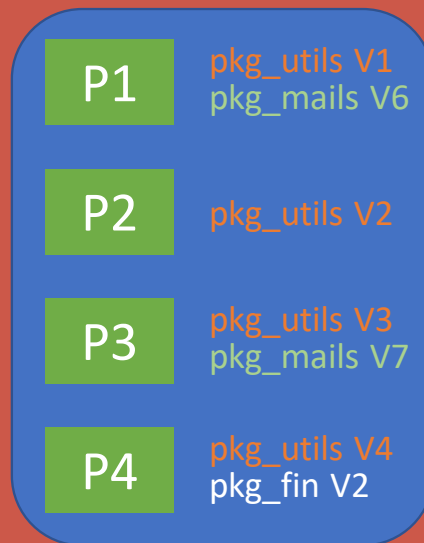 P1
pkg_utils V1
pkg_mails V6
P2
pkg_utils V2
P3
pkg_utils V3
pkg_mails V7
P4
pkg_utils V4
pkg_fin V2